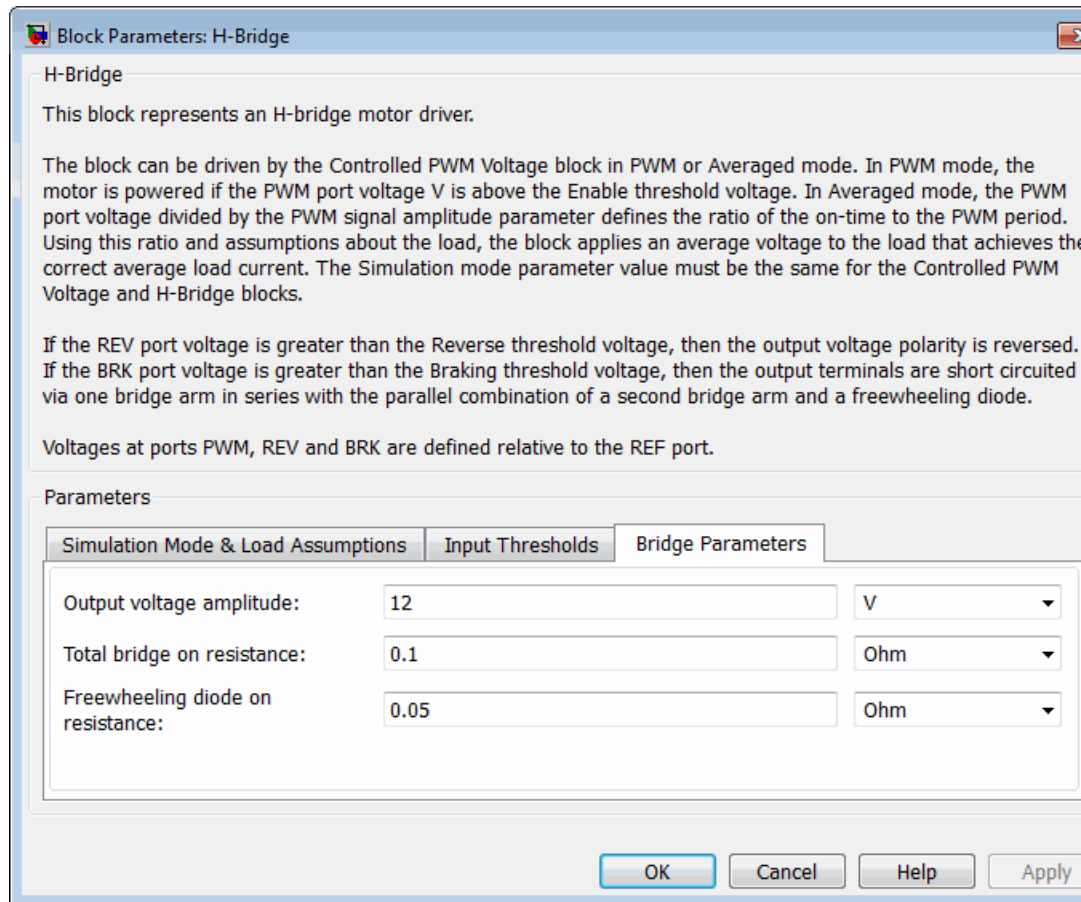 Block Parameters: H-Bridge
H-Bridge
This block represents an H-bridge motor driver.
The block can be driven by the Controlled PWM Voltage block in PWM or Averaged mode. In PWM mode, the
motor is powered if the PWM port voltage V is above the Enable threshold voltage. In Averaged mode, the PWM
port voltage divided by the PWM signal amplitude parameter defines the ratio of the on-time to the PWM period.
Using this ratio and assumptions about the load, the block applies an average voltage to the load that achieves the
correct average load current. The Simulation mode parameter value must be the same for the Controlled PWM
Voltage and H-Bridge blocks.
If the REV port voltage is greater than the Reverse threshold voltage, then the output voltage polarity is reversed.
If the BRK port voltage is greater than the Braking threshold voltage, then the output terminals are short circuited
via one bridge arm in series with the parallel combination of a second bridge arm and a freewheeling diode.
Voltages at ports PWM, REV and BRK are defined relative to the REF port.
Parameters
Simulation Mode & Load Assumptions Input Thresholds Bridge Parameters
Output voltage amplitude: 12 V
Total bridge on resistance: 0.1 Ohm
Freewheeling diode on
resistance: 0.05 Ohm
OK Cancel Help Apply